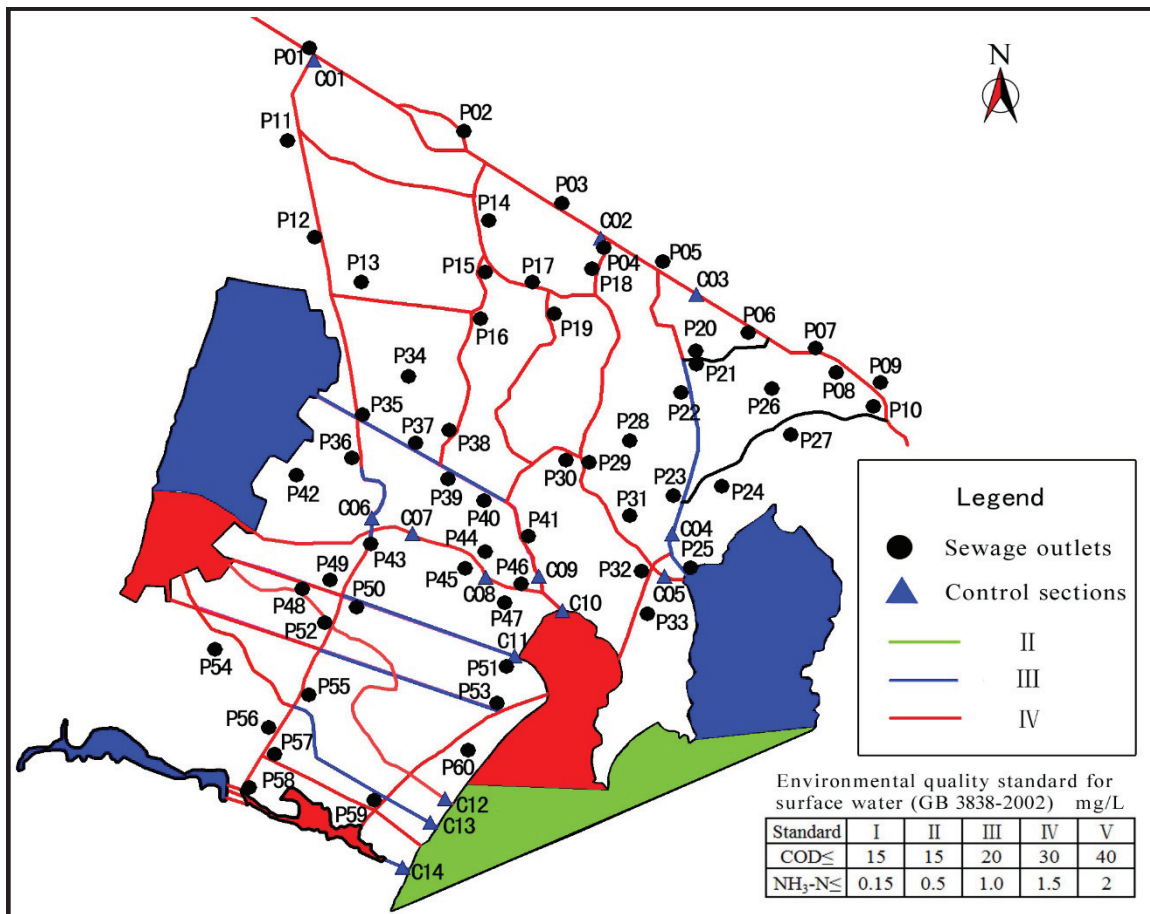 N
P01
C01
P02
P11
P03
P14
C02
P12
P04
P05
P13
P15
P17
P18
C03
P16
P19
P20
P06
P07
P21
P34
P08
P09
P22
P26
P10
P35
P37
P38
P28
P27
P36
P30
P29
P42
P39
P40
P23
P24
P31
C06
C07
P41
C04
P43
P44
P25
P45
P46
C09
P32
C05
P49
C08
P48
P50
P47
C10
P33
P52
C11
P54
P51
P55
P53
P56
P57
P60
P58
P59
C12
C13
C14
Legend
Sewage outlets
Control sections
II
III
IV
Environmental quality standard for
surface water (GB 3838-2002) mg/L
Standard I II III IV V
COD≤ 15 15 20 30 40
NH₃-N≤ 0.15 0.5 1.0 1.5 2